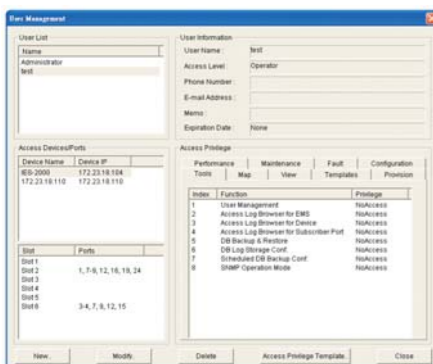 User Management
User List
Name
Administrator
test
User Information
User Name : test
Access Level : Operator
Phone Number :
E-mail Address :
Memo :
Expiration Date : None
Access Devices/Ports
Device Name Device IP
IES-2000 172.23.18.104
172.23.18.110 172.23.18.110
Slot Ports
Slot 1
Slot 2 1, 7-9, 12, 16, 19, 24
Slot 3
Slot 4
Slot 5
Slot 6 3-4, 7, 9, 12, 15
Access Privilege
Performance Maintenance Fault Configuration
Tools Map View Templates Provision
Index Function Privilege
1 User Management NoAccess
2 Access Log Browser for EMS NoAccess
3 Access Log Browser for Device NoAccess
4 Access Log Browser for Subscriber Port NoAccess
5 DB Backup & Restore NoAccess
6 DB Log Storage Conf. NoAccess
7 Scheduled DB Backup Conf. NoAccess
8 SNMP Operation Mode NoAccess
New.. Modify.. Delete Access Privilege Template.. Close